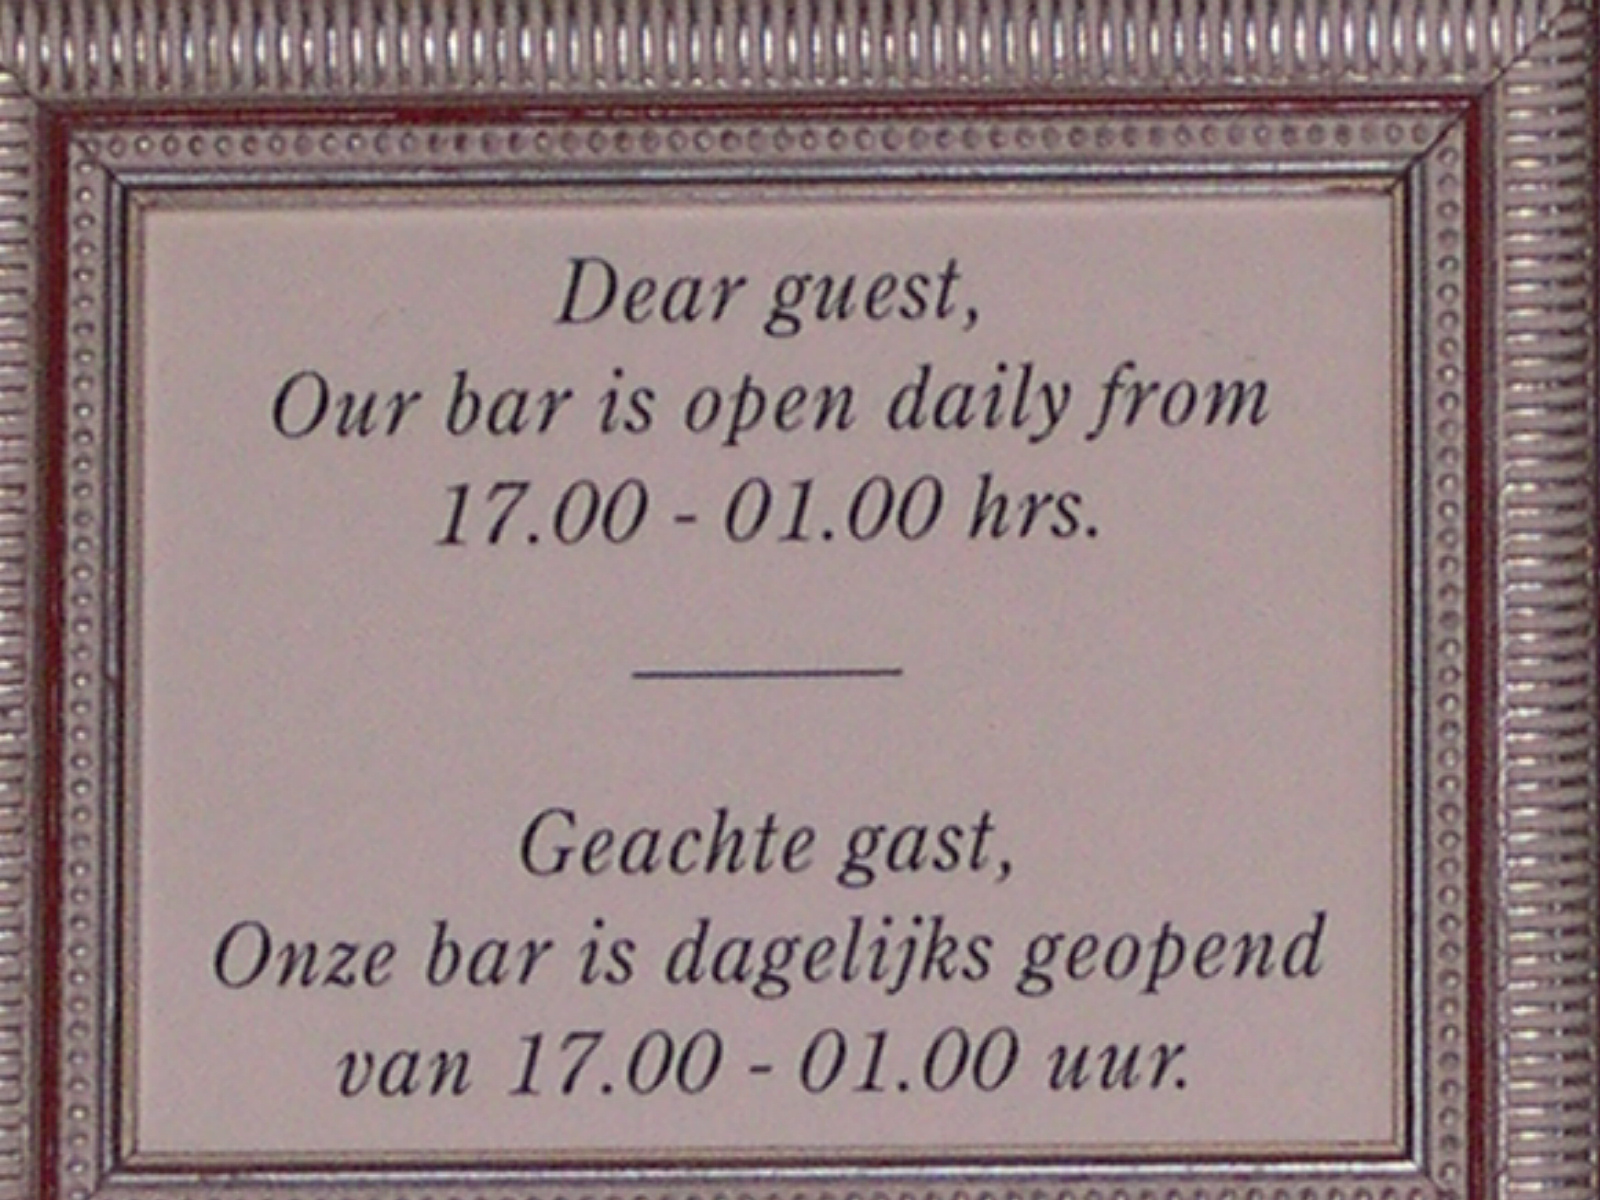 Dear guest,
Our bar is open daily from
17.00 - 01.00 hrs.
Geachte gast,
Onze bar is dagelijks geopend
van 17.00 - 01.00 uur.